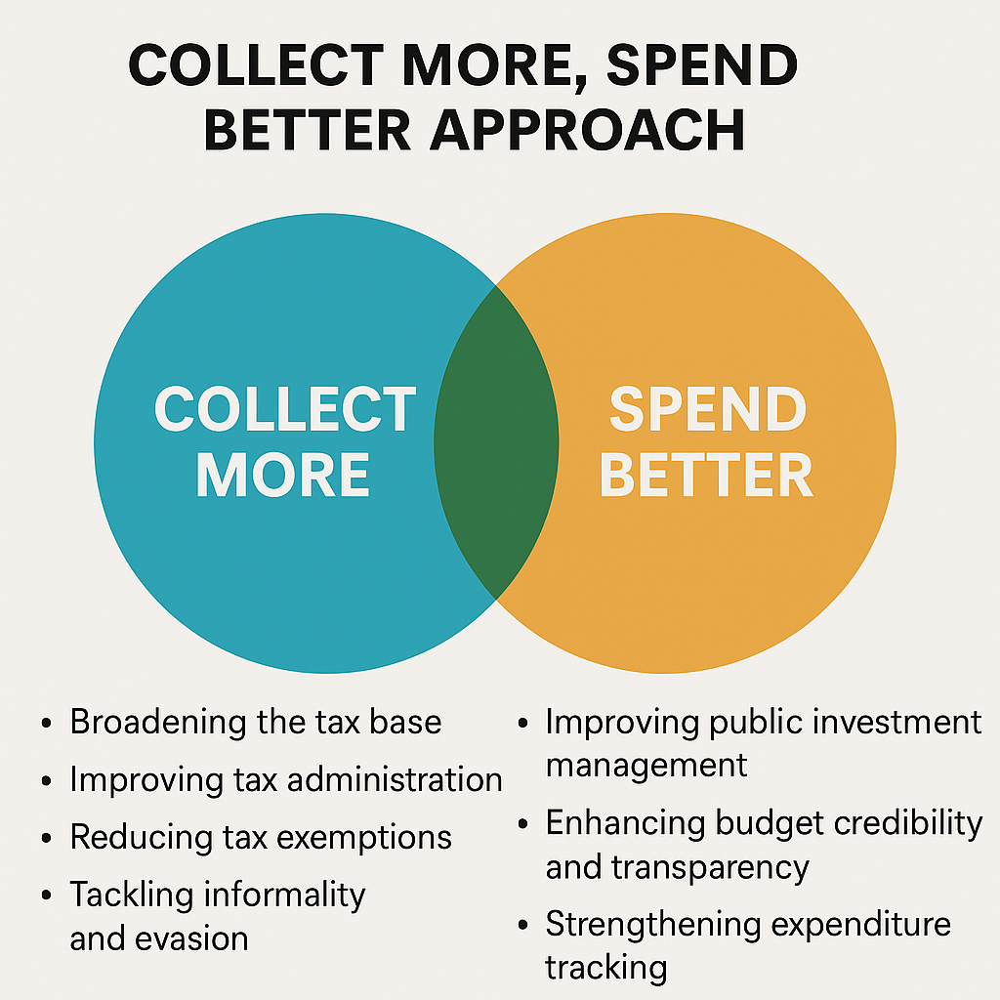 COLLECT MORE, SPEND
BETTER APPROACH
COLLECT
MORE
SPEND
BETTER
• Broadening the tax base
• Improving tax administration
• Reducing tax exemptions
• Tackling informality
and evasion
• Improving public investment
management
• Enhancing budget credibility
and transparency
• Strengthening expenditure
tracking